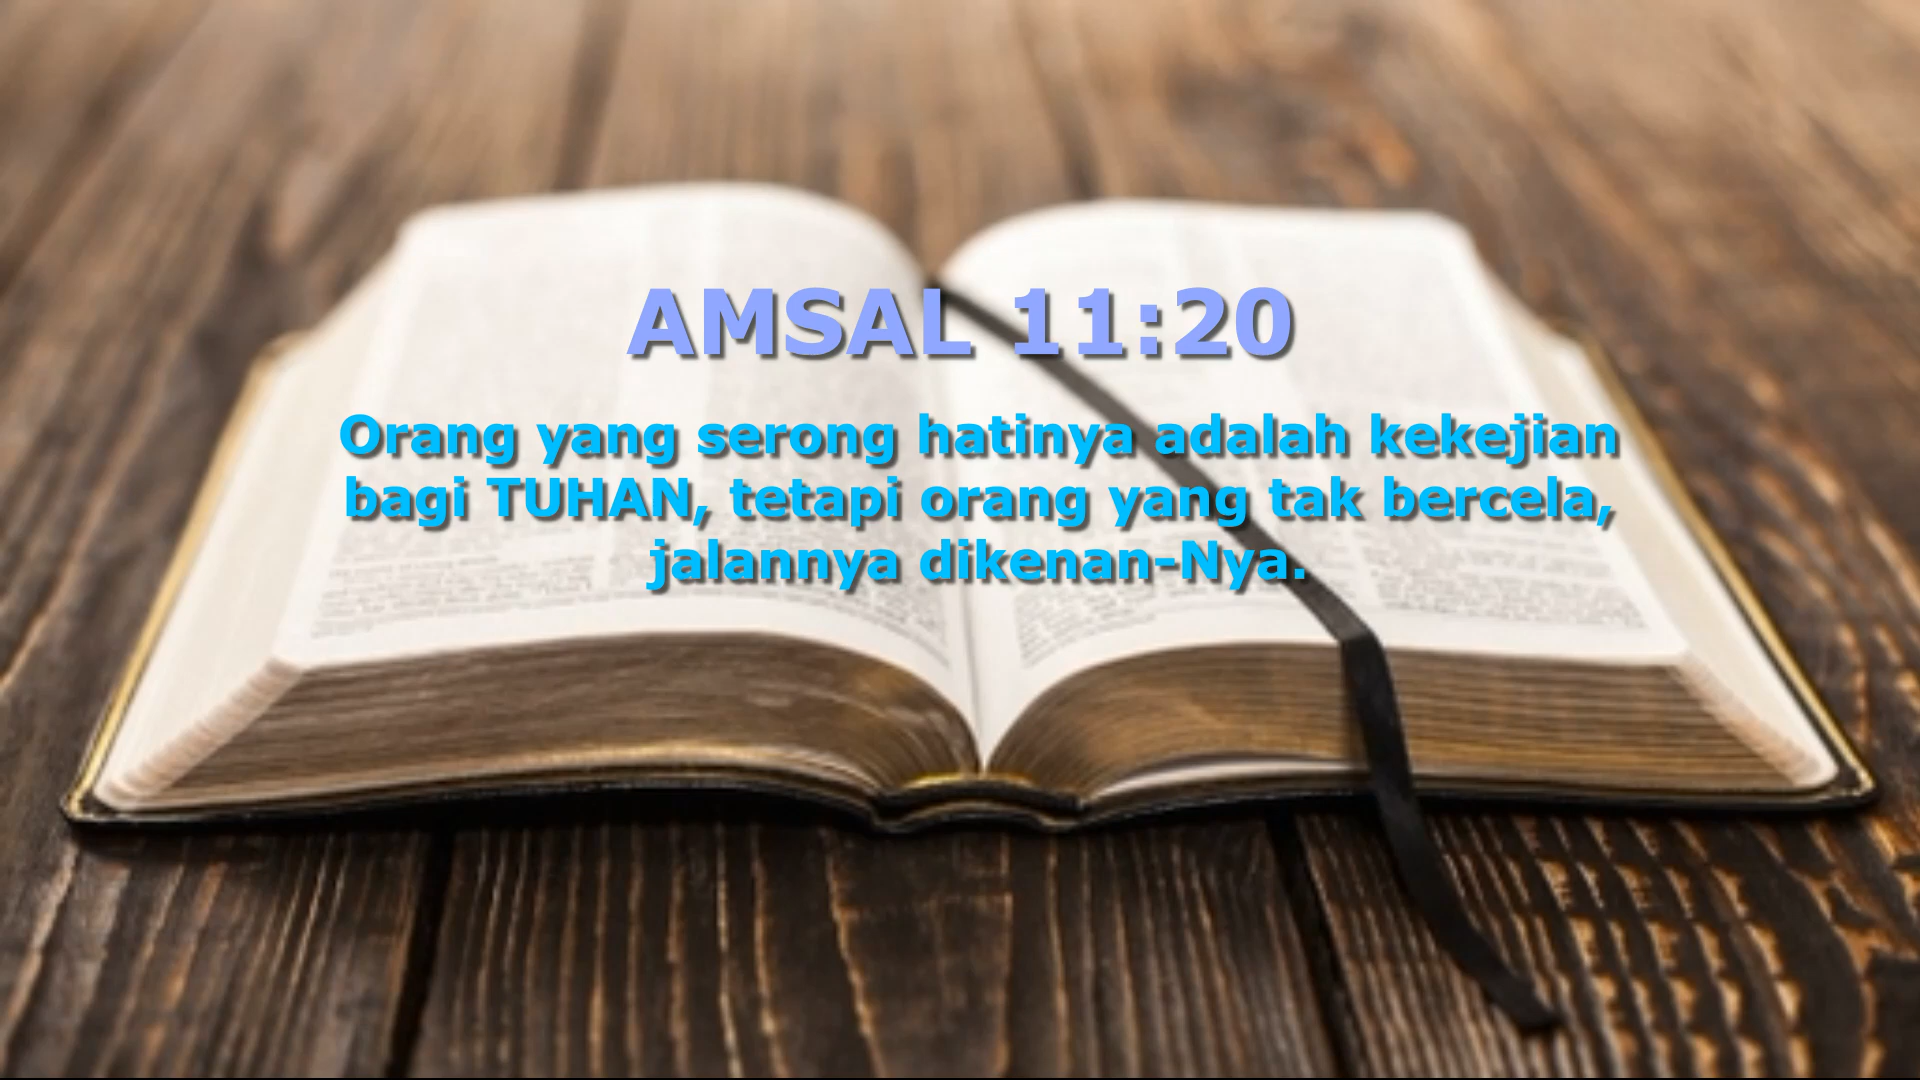 AMSAL 11:20
Orang yang serong hatinya adalah kekejian
bagi TUHAN, tetapi orang yang tak bercela,
jalannya dikenan-Nya.